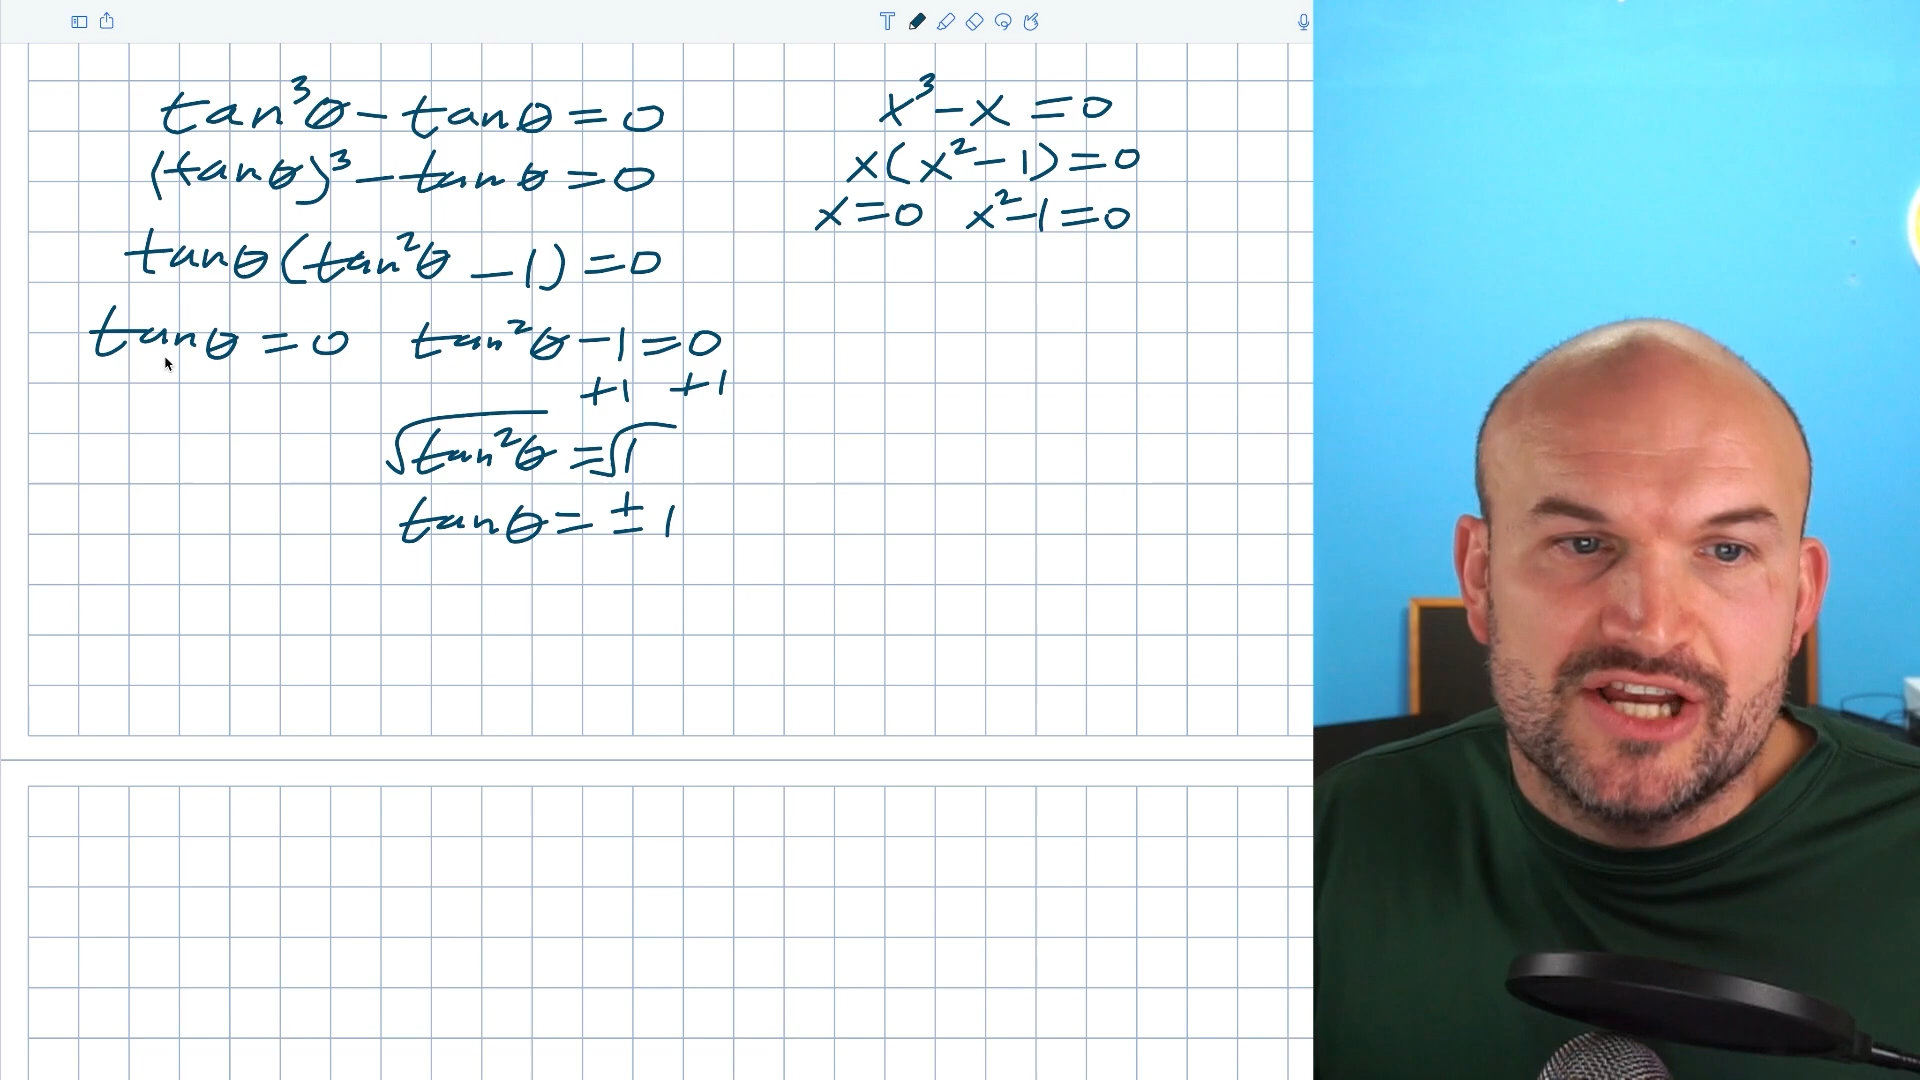 tan³θ - tanθ = 0
(tanθ)³ - tanθ = 0
tanθ(tan²θ - 1) = 0
tanθ = 0 tan²θ - 1 = 0
+1 +1
√tan²θ = √1
tanθ = ± 1
x³ - x = 0
x(x² - 1) = 0
x = 0 x² - 1 = 0